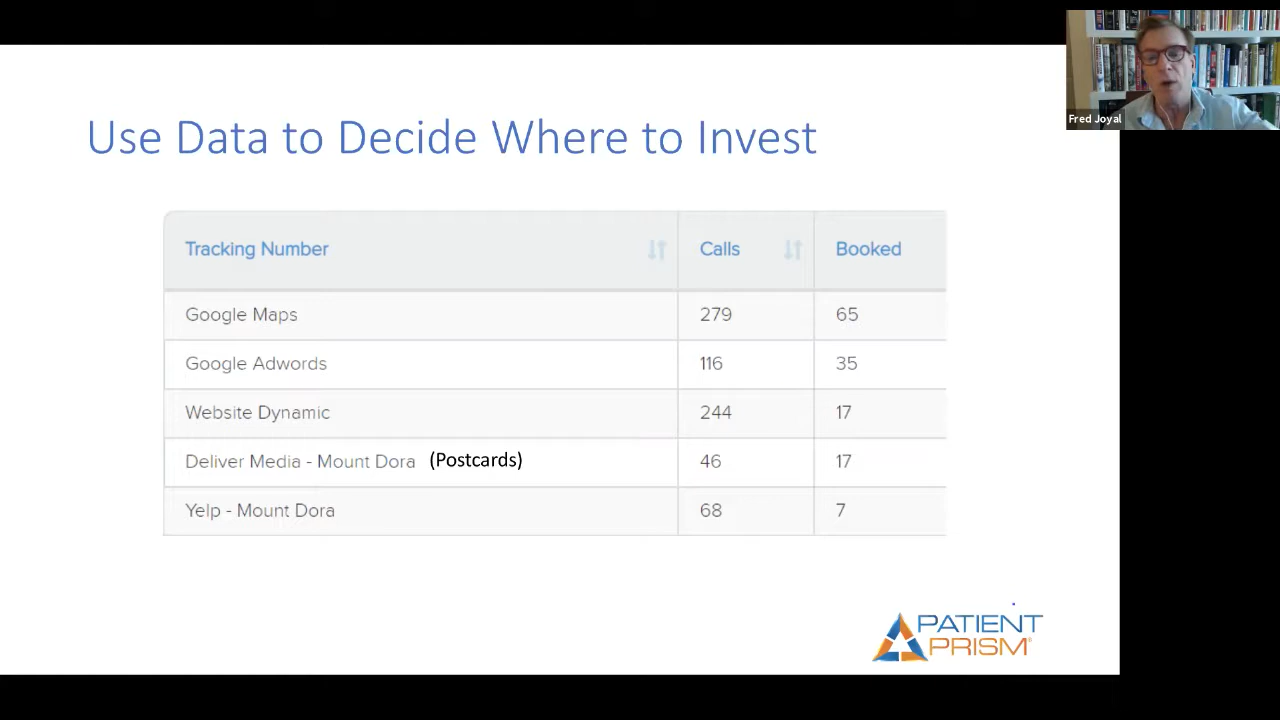 Fred Joyal
Use Data to Decide Where to Invest
Tracking Number Calls Booked
Google Maps 279 65
Google Adwords 116 35
Website Dynamic 244 17
Deliver Media - Mount Dora (Postcards) 46 17
Yelp - Mount Dora 68 7
PATIENT
PRISM